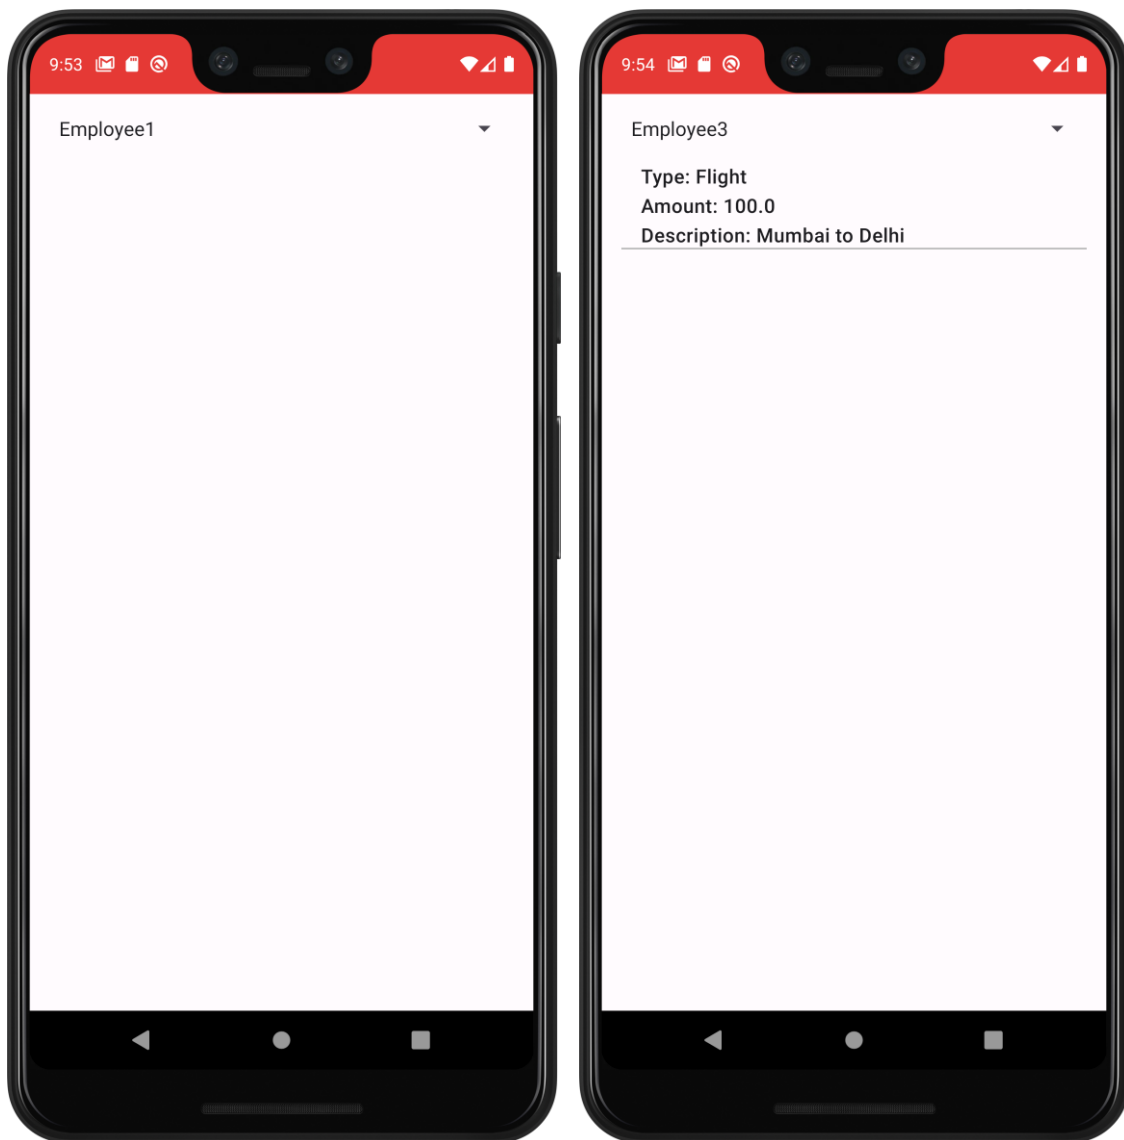 9:53
Employee1
9:54
Employee3
Type: Flight
Amount: 100.0
Description: Mumbai to Delhi